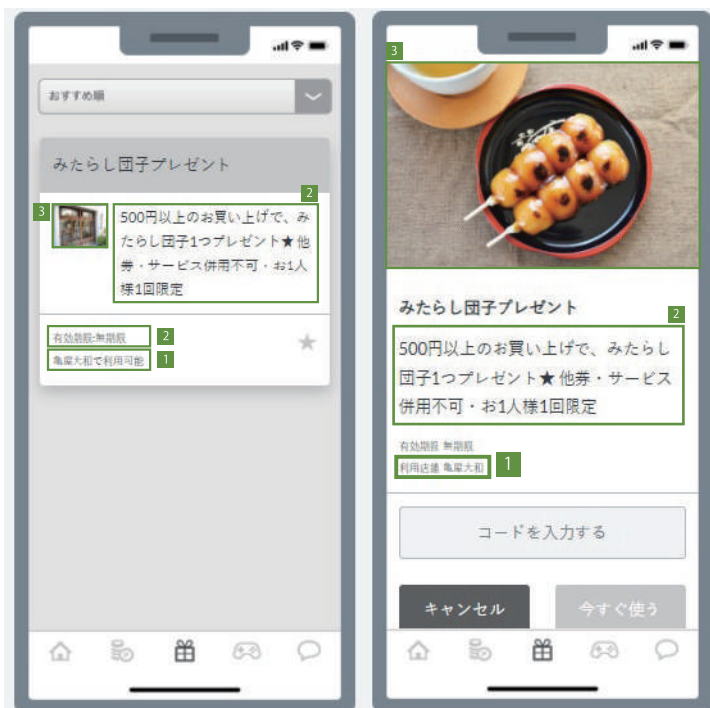 おすすめ順
みたらし団子プレゼント
3
2
500円以上のお買い上げで、み
たらし団子1つプレゼント★他
券・サービス併用不可・お1人
様1回限定
有効期限:無期限
2
亀屋大和で利用可能
1
3
みたらし団子プレゼント
2
500円以上のお買い上げで、みたらし
団子1つプレゼント★他券・サービス
併用不可・お1人様1回限定
有効期限 無期限
利用店舗 亀屋大和
1
コードを入力する
キャンセル
今すぐ使う